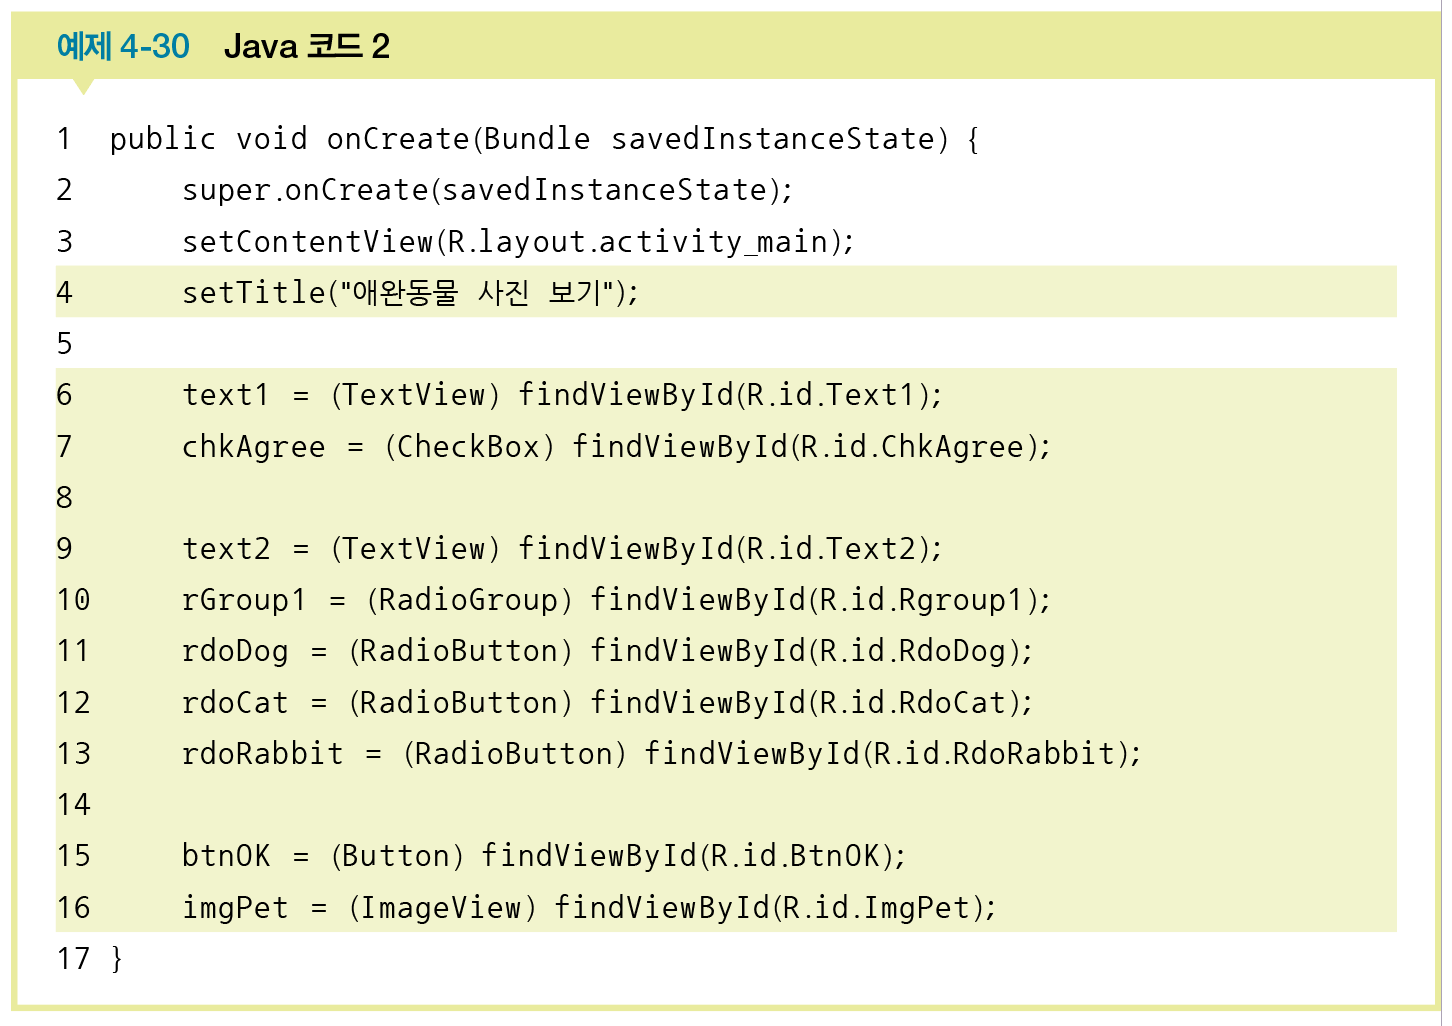 예제 4-30 Java 코드 2
1 public void onCreate(Bundle savedInstanceState) {
2 super.onCreate(savedInstanceState);
3 setContentView(R.layout.activity_main);
4 setTitle("애완동물 사진 보기");
5
6 text1 = (TextView) findViewById(R.id.Text1);
7 chkAgree = (CheckBox) findViewById(R.id.ChkAgree);
8
9 text2 = (TextView) findViewById(R.id.Text2);
10 rGroup1 = (RadioGroup) findViewById(R.id.Rgroup1);
11 rdoDog = (RadioButton) findViewById(R.id.RdoDog);
12 rdoCat = (RadioButton) findViewById(R.id.RdoCat);
13 rdoRabbit = (RadioButton) findViewById(R.id.RdoRabbit);
14
15 btnOK = (Button) findViewById(R.id.BtnOK);
16 imgPet = (ImageView) findViewById(R.id.ImgPet);
17 }